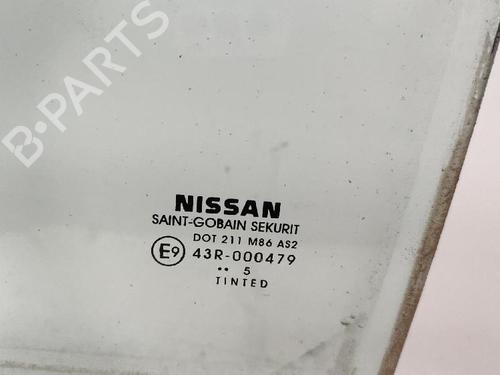 B-PARTS
NISSAN
SAINT-GOBAIN SEKURIT
DOT 211 M86 AS2
E9 43R-000479
.. 5
TINTED